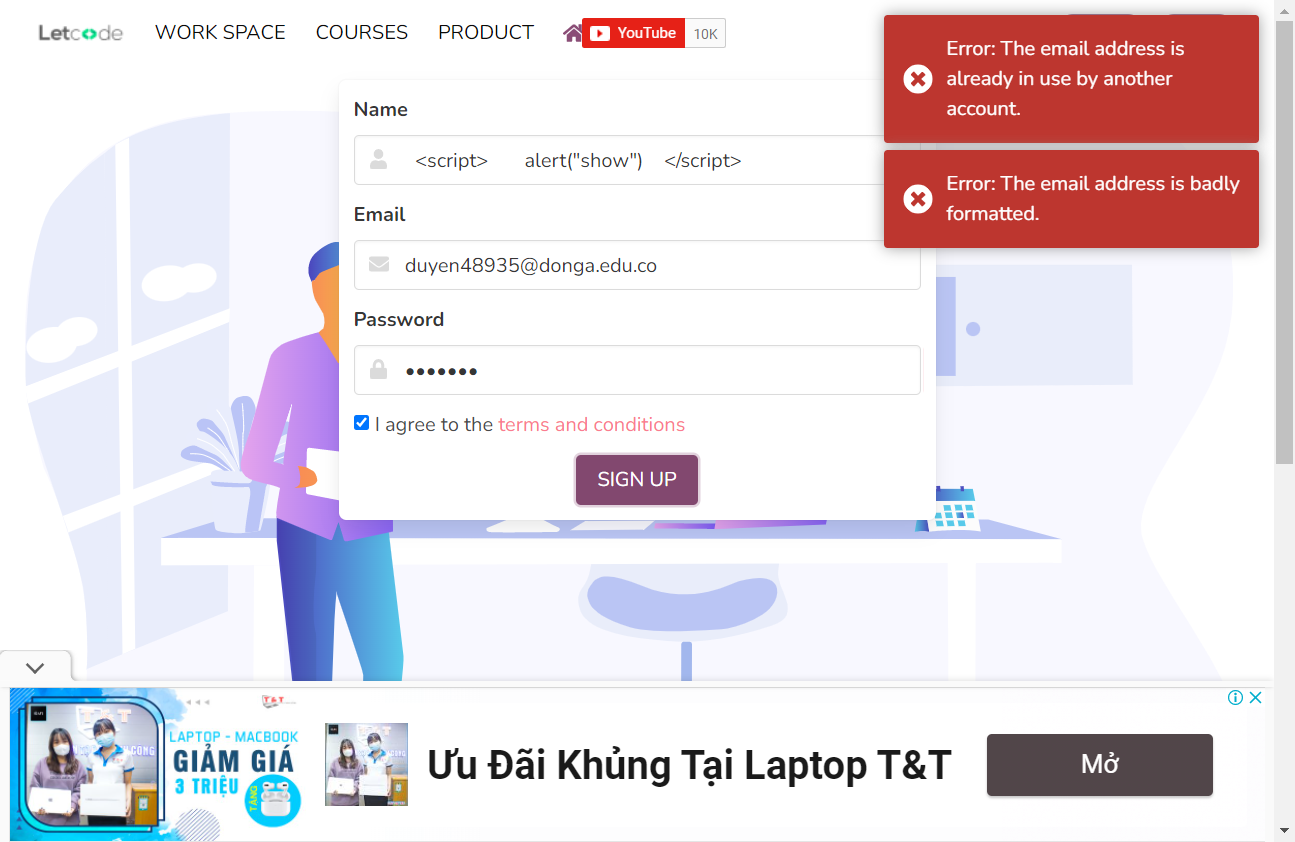 Letcode WORK SPACE COURSES PRODUCT YouTube 10K
Error: The email address is
already in use by another
account.
Error: The email address is badly
formatted.
Name
<script> alert("show") </script>
Email
duyen48935@donga.edu.co
Password
•••••••
I agree to the terms and conditions
SIGN UP
T&T
LAPTOP - MACBOOK
GIẢM GIÁ
3 TRIỆU
TẶNG
Ưu Đãi Khủng Tại Laptop T&T
Mở